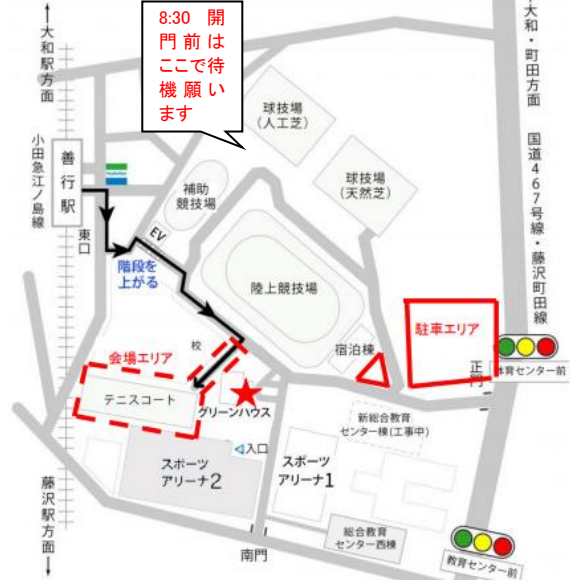 大和駅方面
8:30 開
門前は
ここで待
機願い
ます
大和・町田方面 国道467号線・藤沢町田線
球技場
（人工芝）
球技場
（天然芝）
小田急江ノ島線
善行駅
FamilyMart
補助
競技場
東口
EV
階段を
上がる
陸上競技場
駐車エリア
校
宿泊棟
会場エリア
正門
体育センター前
テニスコート
グリーンハウス
新総合教育
センター棟(工事中)
入口
スポーツ
アリーナ2
スポーツ
アリーナ1
藤沢駅方面
総合教育
センター西棟
南門
教育センター前